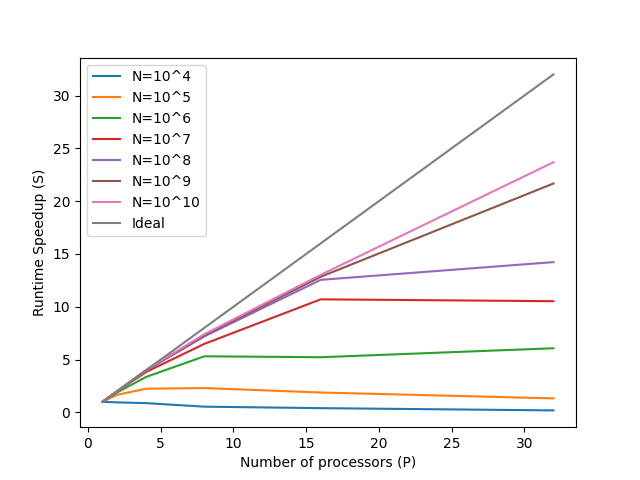 N=10^4
N=10^5
N=10^6
N=10^7
N=10^8
N=10^9
N=10^10
Ideal
30
25
20
15
10
5
0
Runtime Speedup (S)
0 5 10 15 20 25 30
Number of processors (P)